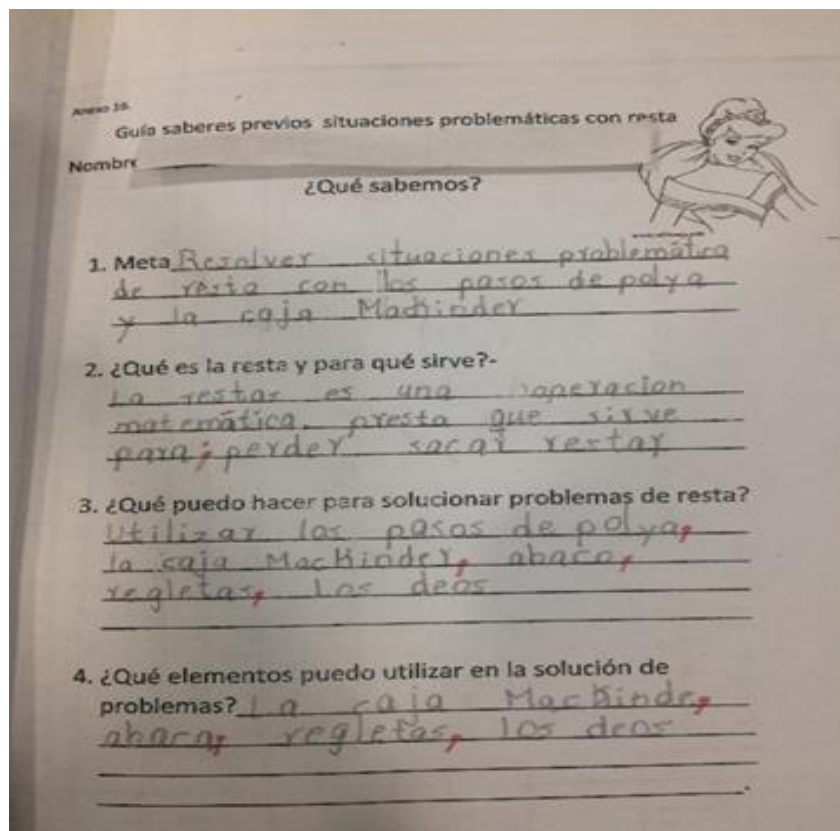 Anexo 19.
Guía saberes previos situaciones problemáticas con resta
Nombre
¿Qué sabemos?
1. Meta Resolver situaciones problemática
de resta con los pasos de polya
y la caja Mackinder
2. ¿Qué es la resta y para qué sirve?-
la restar es una operacion
matemática. presta que sirve
para; perder sacar restar
3. ¿Qué puedo hacer para solucionar problemas de resta?
Utilizar los pasos de polya,
la caja MacKinder, abaco,
regletas, Los deos
4. ¿Qué elementos puedo utilizar en la solución de
problemas? la caja MacKinde,
abaca, regletas, los deos